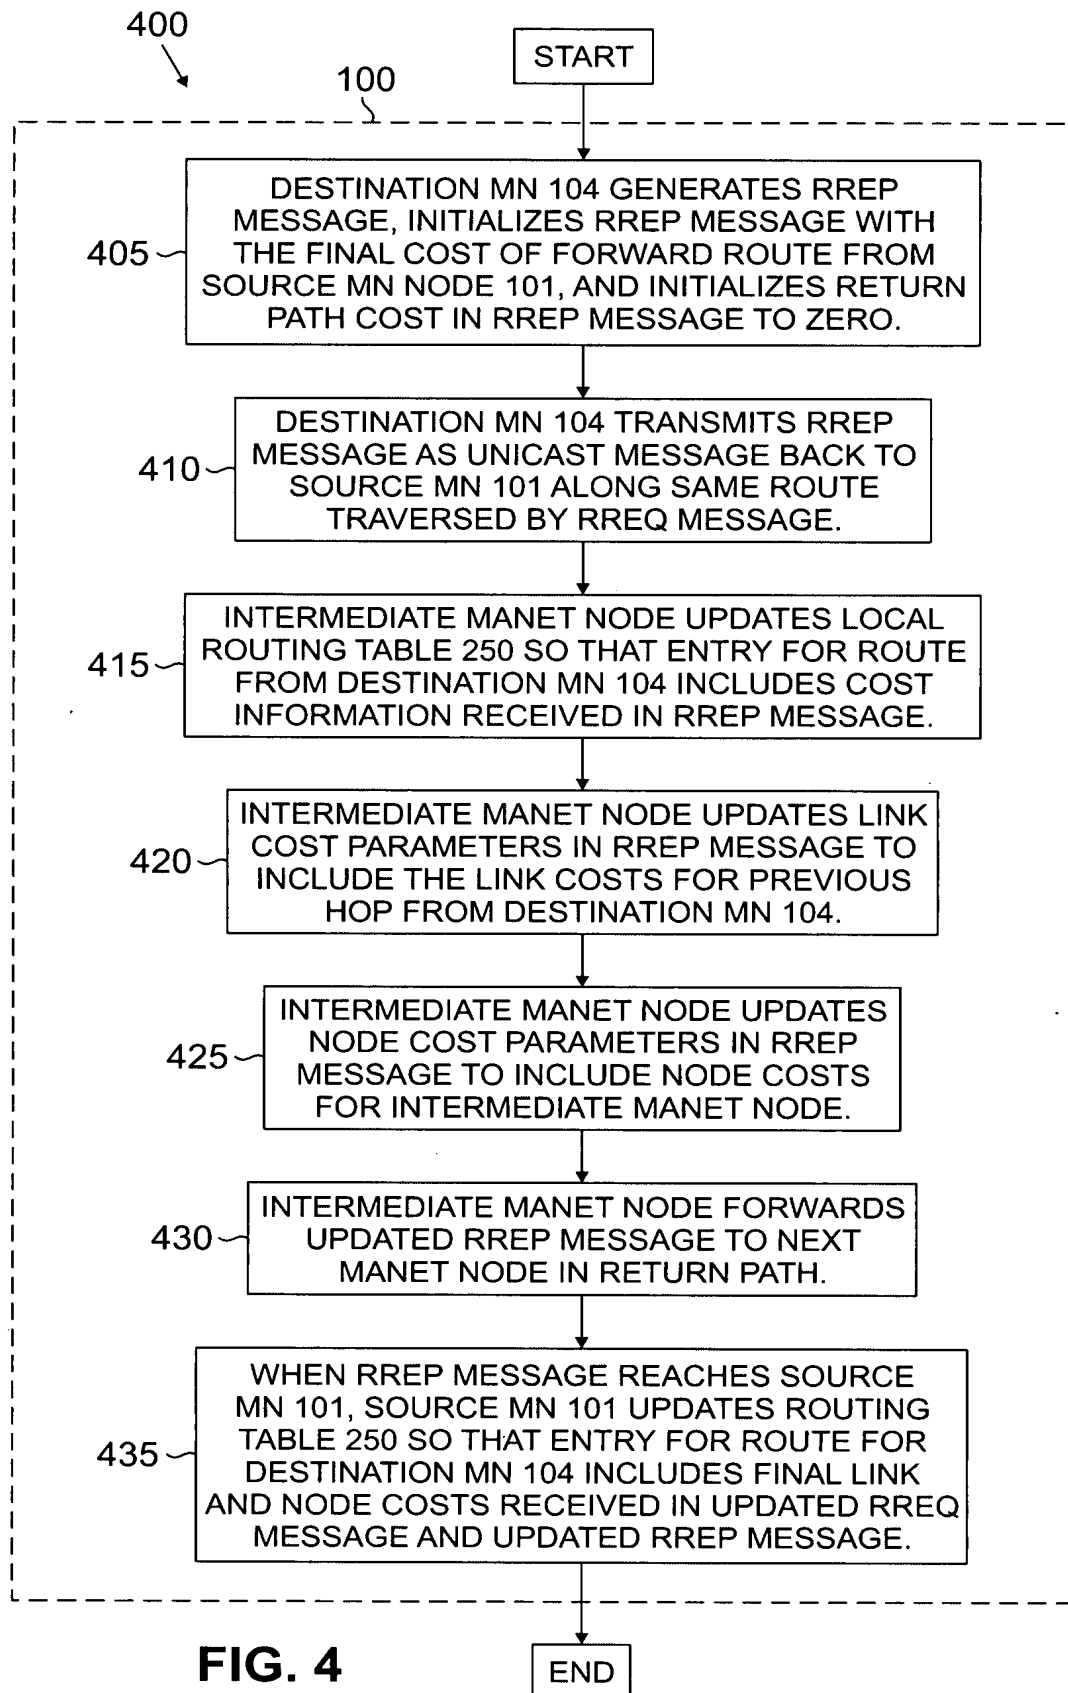 400
START
100
DESTINATION MN 104 GENERATES RREP
MESSAGE, INITIALIZES RREP MESSAGE WITH
THE FINAL COST OF FORWARD ROUTE FROM
SOURCE MN NODE 101, AND INITIALIZES RETURN
PATH COST IN RREP MESSAGE TO ZERO.
405
DESTINATION MN 104 TRANSMITS RREP
MESSAGE AS UNICAST MESSAGE BACK TO
SOURCE MN 101 ALONG SAME ROUTE
TRAVERSED BY RREQ MESSAGE.
410
INTERMEDIATE MANET NODE UPDATES LOCAL
ROUTING TABLE 250 SO THAT ENTRY FOR ROUTE
FROM DESTINATION MN 104 INCLUDES COST
INFORMATION RECEIVED IN RREP MESSAGE.
415
INTERMEDIATE MANET NODE UPDATES LINK
COST PARAMETERS IN RREP MESSAGE TO
INCLUDE THE LINK COSTS FOR PREVIOUS
HOP FROM DESTINATION MN 104.
420
INTERMEDIATE MANET NODE UPDATES
NODE COST PARAMETERS IN RREP
MESSAGE TO INCLUDE NODE COSTS
FOR INTERMEDIATE MANET NODE.
425
INTERMEDIATE MANET NODE FORWARDS
UPDATED RREP MESSAGE TO NEXT
MANET NODE IN RETURN PATH.
430
WHEN RREP MESSAGE REACHES SOURCE
MN 101, SOURCE MN 101 UPDATES ROUTING
TABLE 250 SO THAT ENTRY FOR ROUTE FOR
DESTINATION MN 104 INCLUDES FINAL LINK
AND NODE COSTS RECEIVED IN UPDATED RREQ
MESSAGE AND UPDATED RREP MESSAGE.
435
FIG. 4
END